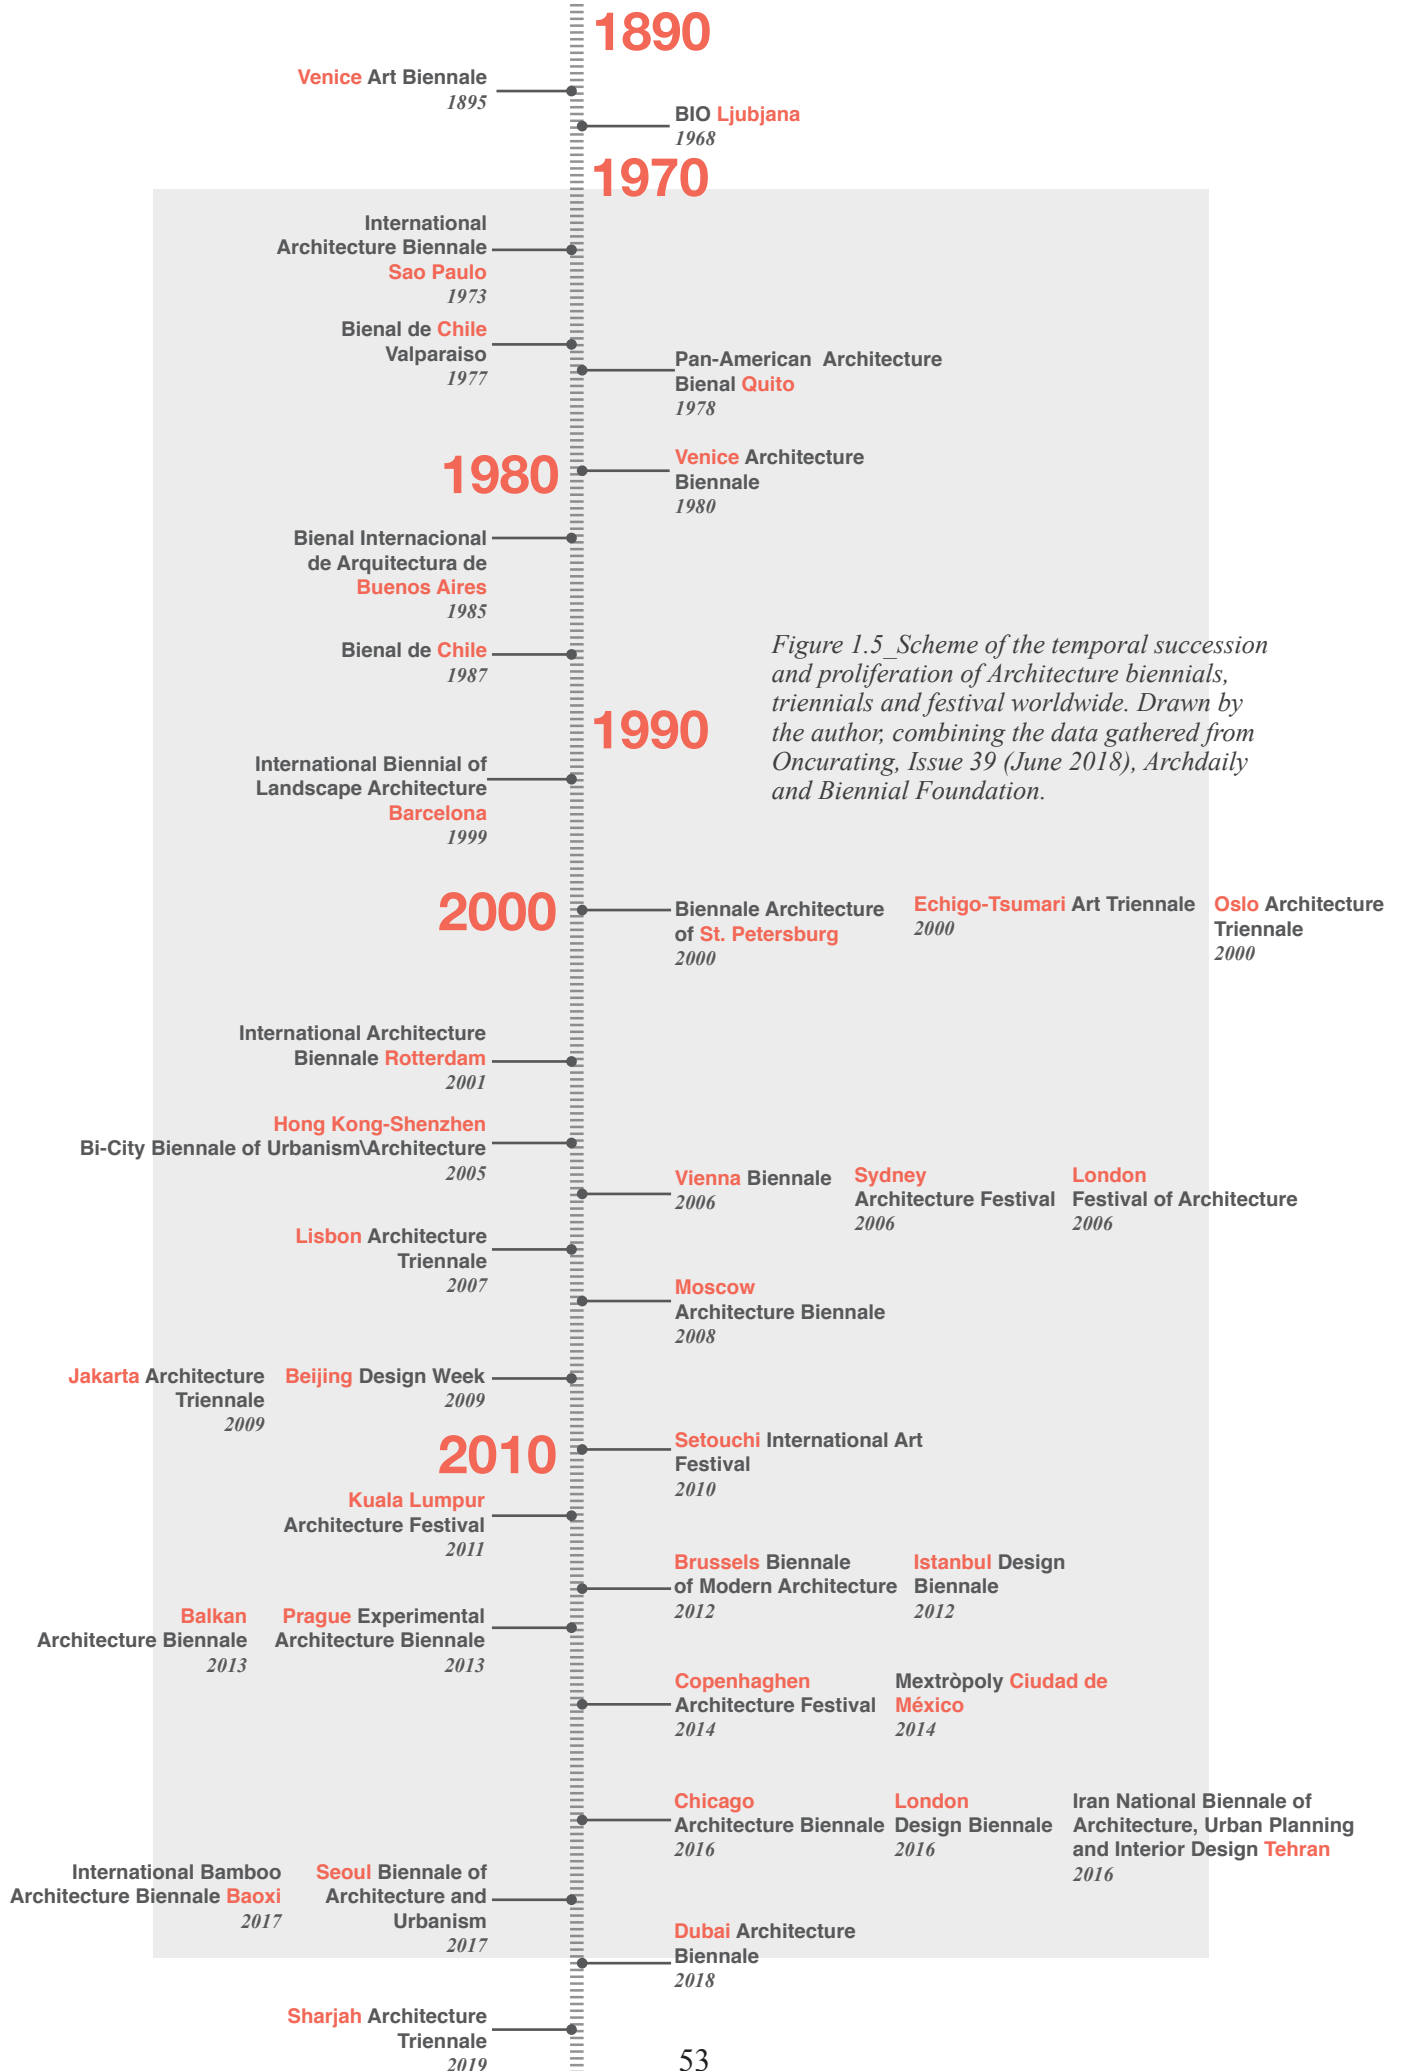 1890
Venice Art Biennale
1895
BIO Ljubjana
1968
1970
International
Architecture Biennale
Sao Paulo
1973
Bienal de Chile
Valparaiso
1977
Pan-American Architecture
Bienal Quito
1978
1980
Venice Architecture
Biennale
1980
Bienal Internacional
de Arquitectura de
Buenos Aires
1985
Bienal de Chile
1987
Figure 1.5_Scheme of the temporal succession
and proliferation of Architecture biennials,
triennials and festival worldwide. Drawn by
the author, combining the data gathered from
Oncurating, Issue 39 (June 2018), Archdaily
and Biennial Foundation.
1990
International Biennial of
Landscape Architecture
Barcelona
1999
2000
Biennale Architecture
of St. Petersburg
2000
Echigo-Tsumari Art Triennale
2000
Oslo Architecture
Triennale
2000
International Architecture
Biennale Rotterdam
2001
Hong Kong-Shenzhen
Bi-City Biennale of Urbanism\Architecture
2005
Vienna Biennale
2006
Sydney
Architecture Festival
2006
London
Festival of Architecture
2006
Lisbon Architecture
Triennale
2007
Moscow
Architecture Biennale
2008
Jakarta Architecture
Triennale
2009
Beijing Design Week
2009
2010
Setouchi International Art
Festival
2010
Kuala Lumpur
Architecture Festival
2011
Brussels Biennale
of Modern Architecture
2012
Istanbul Design
Biennale
2012
Balkan
Architecture Biennale
2013
Prague Experimental
Architecture Biennale
2013
Copenhaghen
Architecture Festival
2014
Mextròpoly Ciudad de
México
2014
Chicago
Architecture Biennale
2016
London
Design Biennale
2016
Iran National Biennale of
Architecture, Urban Planning
and Interior Design Tehran
2016
International Bamboo
Architecture Biennale Baoxi
2017
Seoul Biennale of
Architecture and
Urbanism
2017
Dubai Architecture
Biennale
2018
Sharjah Architecture
Triennale
2019
53